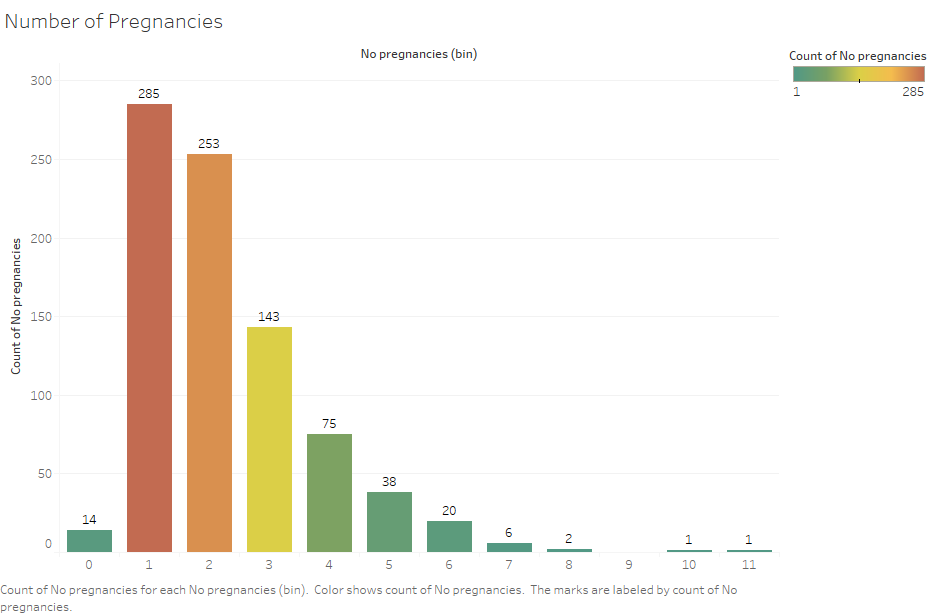 Number of Pregnancies
No pregnancies (bin)
Count of No pregnancies
1 285
Count of No pregnancies
300
250
200
150
100
50
0
14
285
253
143
75
38
20
6
2
1
1
0 1 2 3 4 5 6 7 8 9 10 11
Count of No pregnancies for each No pregnancies (bin). Color shows count of No pregnancies. The marks are labeled by count of No
pregnancies.